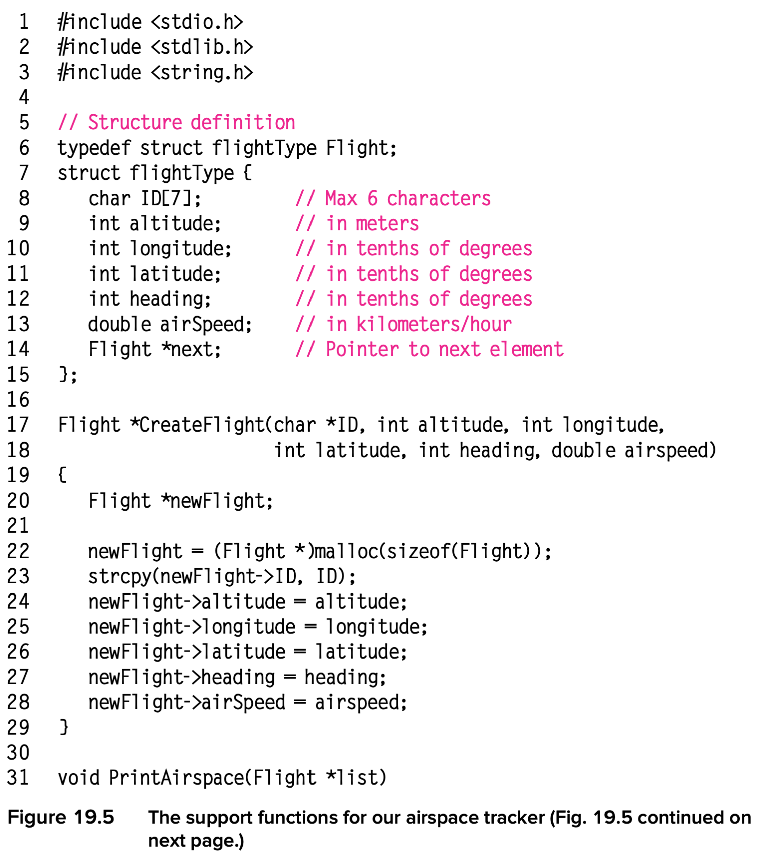 1 #include <stdio.h>
2 #include <stdlib.h>
3 #include <string.h>
4
5 // Structure definition
6 typedef struct flightType Flight;
7 struct flightType {
8 char ID[7]; // Max 6 characters
9 int altitude; // in meters
10 int longitude; // in tenths of degrees
11 int latitude; // in tenths of degrees
12 int heading; // in tenths of degrees
13 double airSpeed; // in kilometers/hour
14 Flight *next; // Pointer to next element
15 };
16
17 Flight *CreateFlight(char *ID, int altitude, int longitude,
18 int latitude, int heading, double airspeed)
19 {
20 Flight *newFlight;
21
22 newFlight = (Flight *)malloc(sizeof(Flight));
23 strcpy(newFlight->ID, ID);
24 newFlight->altitude = altitude;
25 newFlight->longitude = longitude;
26 newFlight->latitude = latitude;
27 newFlight->heading = heading;
28 newFlight->airSpeed = airspeed;
29 }
30
31 void PrintAirspace(Flight *list)
Figure 19.5 The support functions for our airspace tracker (Fig. 19.5 continued on
next page.)